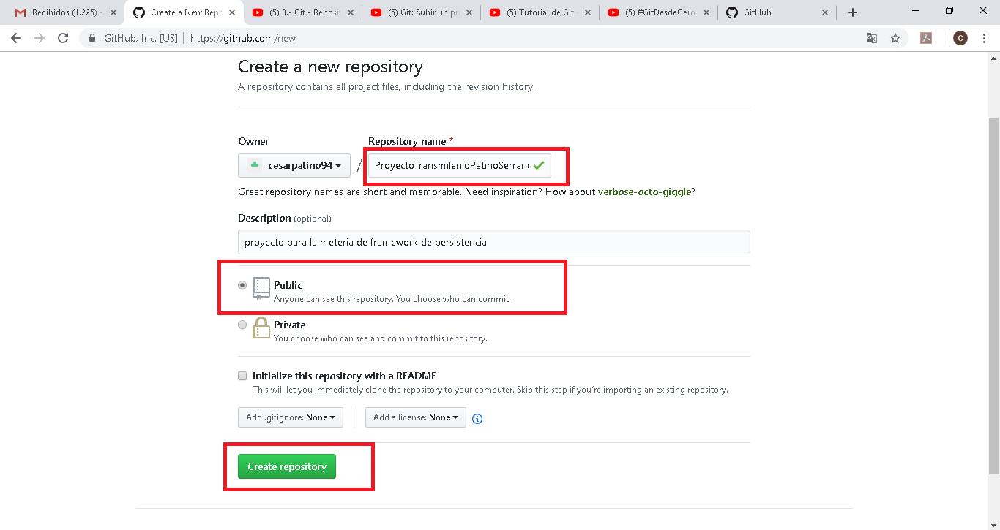 Recibidos (1.225) -
Create a New Repo
(5) 3.- Git - Reposit
(5) Git: Subir un pr
(5) Tutorial de Git -
(5) #GitDesdeCero
GitHub
GitHub, Inc. [US]
https://github.com/new
C
Create a new repository
A repository contains all project files, including the revision history.
Owner
Repository name *
cesarpatino94
/
ProyectoTransmilenioPatinoSerrano
Great repository names are short and memorable. Need inspiration? How about verbose-octo-giggle?
Description (optional)
proyecto para la meteria de framework de persistencia
Public
Anyone can see this repository. You choose who can commit.
Private
You choose who can see and commit to this repository.
Initialize this repository with a README
This will let you immediately clone the repository to your computer. Skip this step if you're importing an existing repository.
Add .gitignore: None
Add a license: None
Create repository